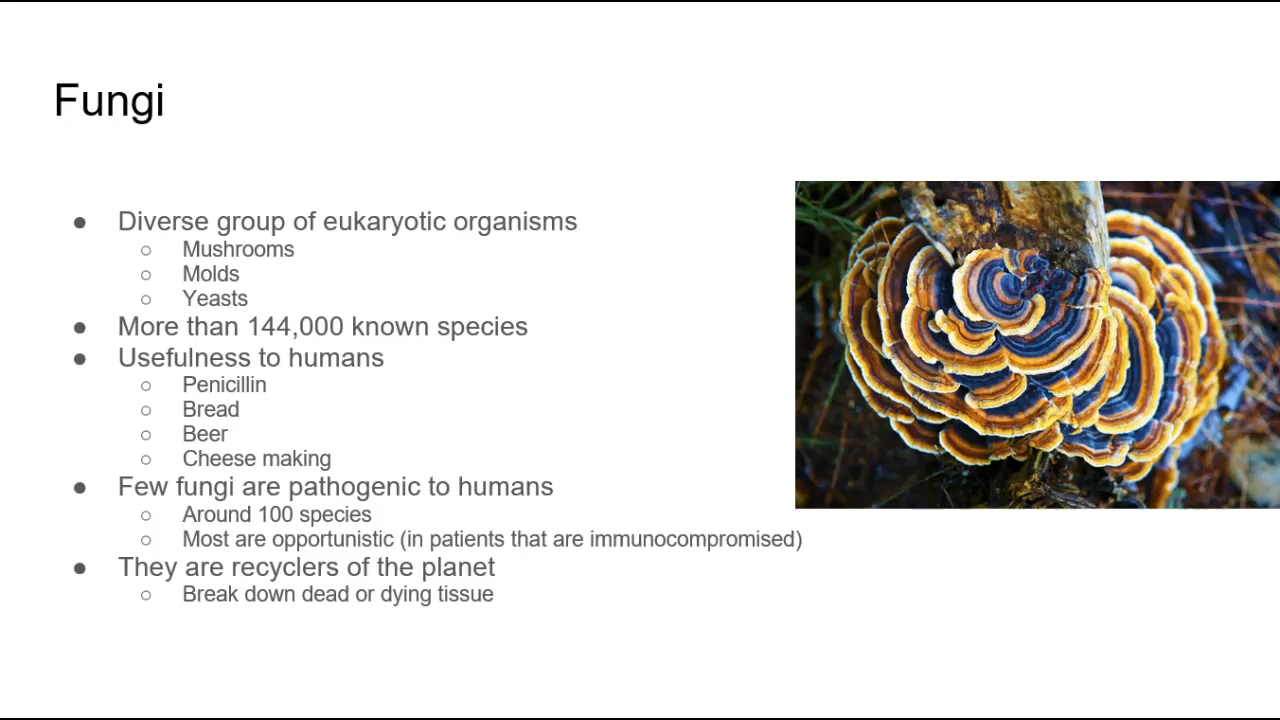 Fungi
● Diverse group of eukaryotic organisms
○ Mushrooms
○ Molds
○ Yeasts
● More than 144,000 known species
● Usefulness to humans
○ Penicillin
○ Bread
○ Beer
○ Cheese making
● Few fungi are pathogenic to humans
○ Around 100 species
○ Most are opportunistic (in patients that are immunocompromised)
● They are recyclers of the planet
○ Break down dead or dying tissue